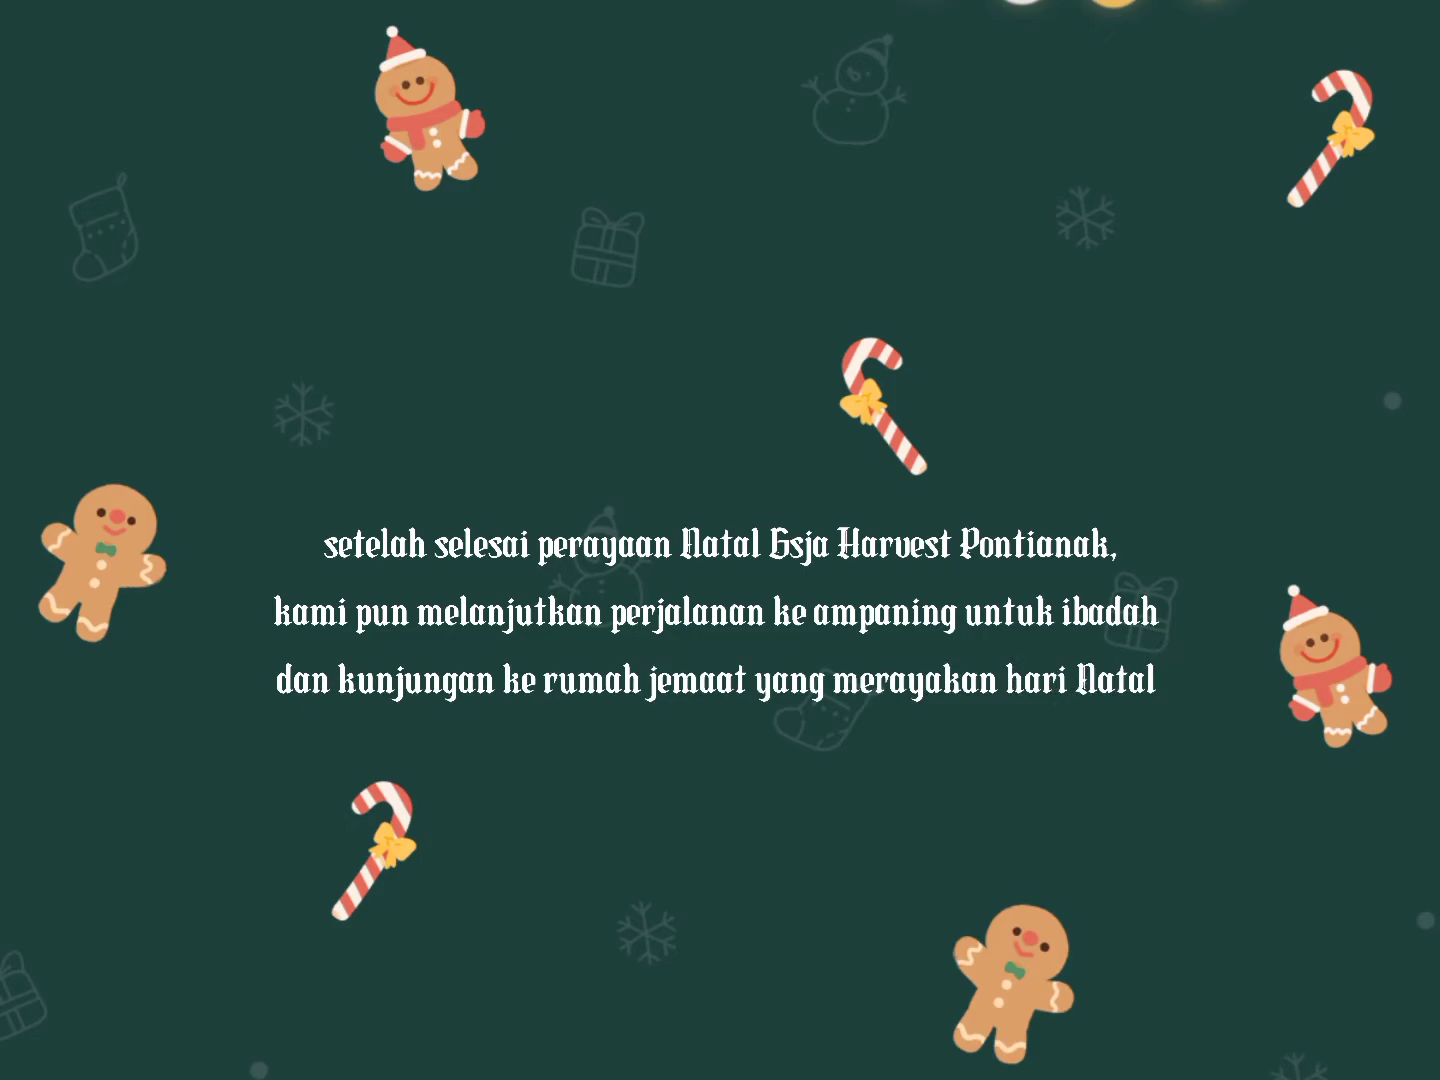 setelah selesai perayaan Natal Gsja Harvest Pontianak,
kami pun melanjutkan perjalanan ke ampaning untuk ibadah
dan kunjungan ke rumah jemaat yang merayakan hari Natal